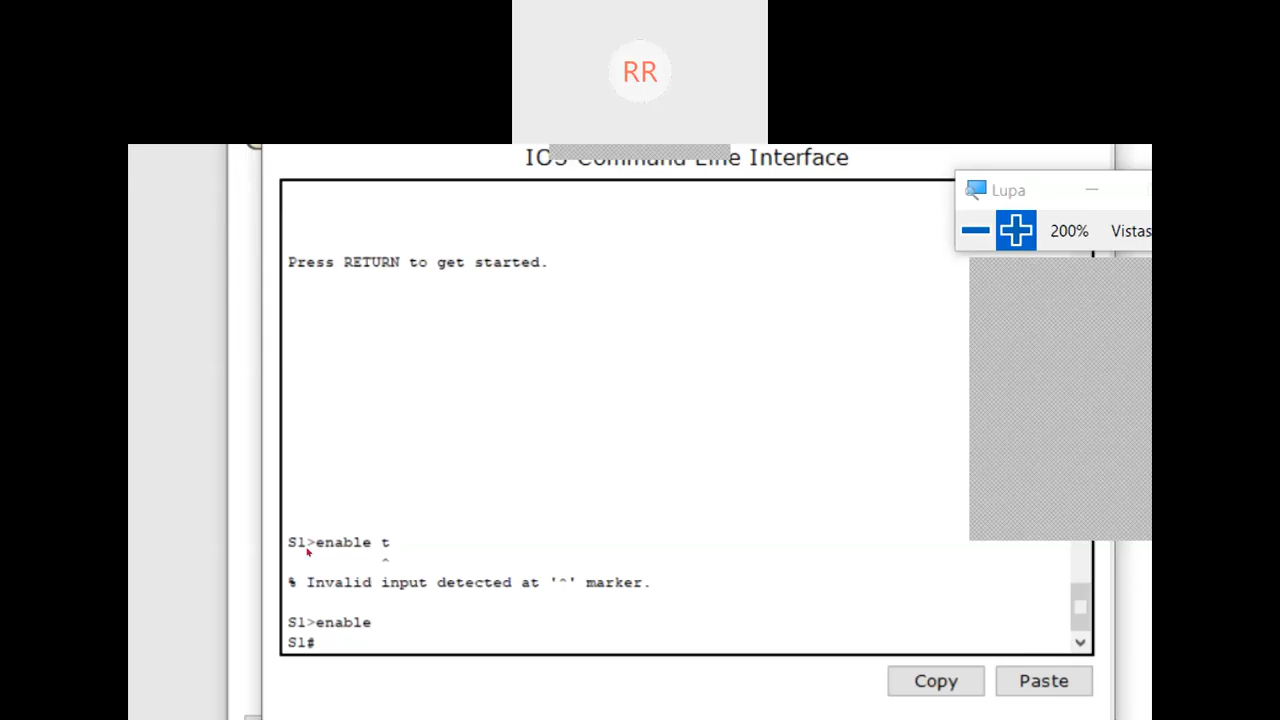 RR
IOS Command Line Interface
Lupa
200% Vistas
Press RETURN to get started.
S1>enable t
^
% Invalid input detected at '^' marker.
S1>enable
S1#
Copy Paste